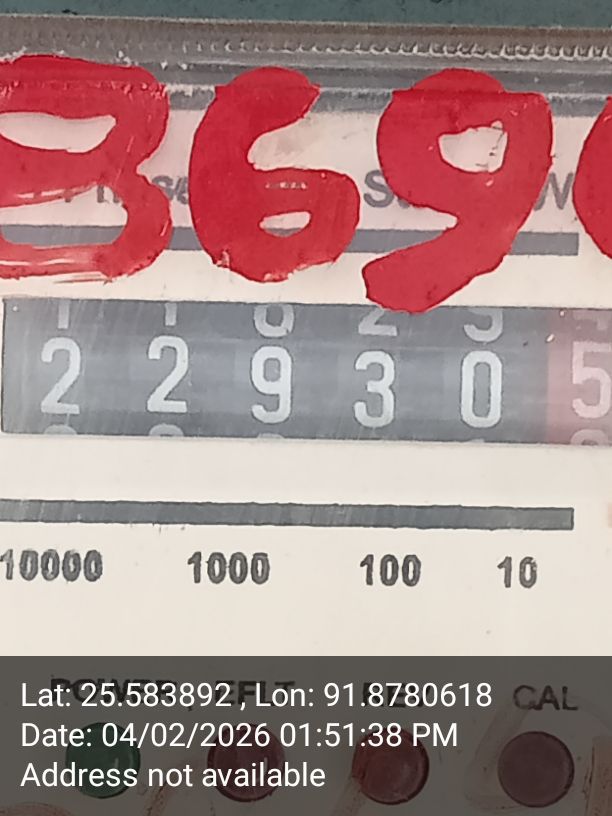 869
22930 5
10000 1000 100 10
CAL
Lat: 25.583892 , Lon: 91.8780618
Date: 04/02/2026 01:51:38 PM
Address not available